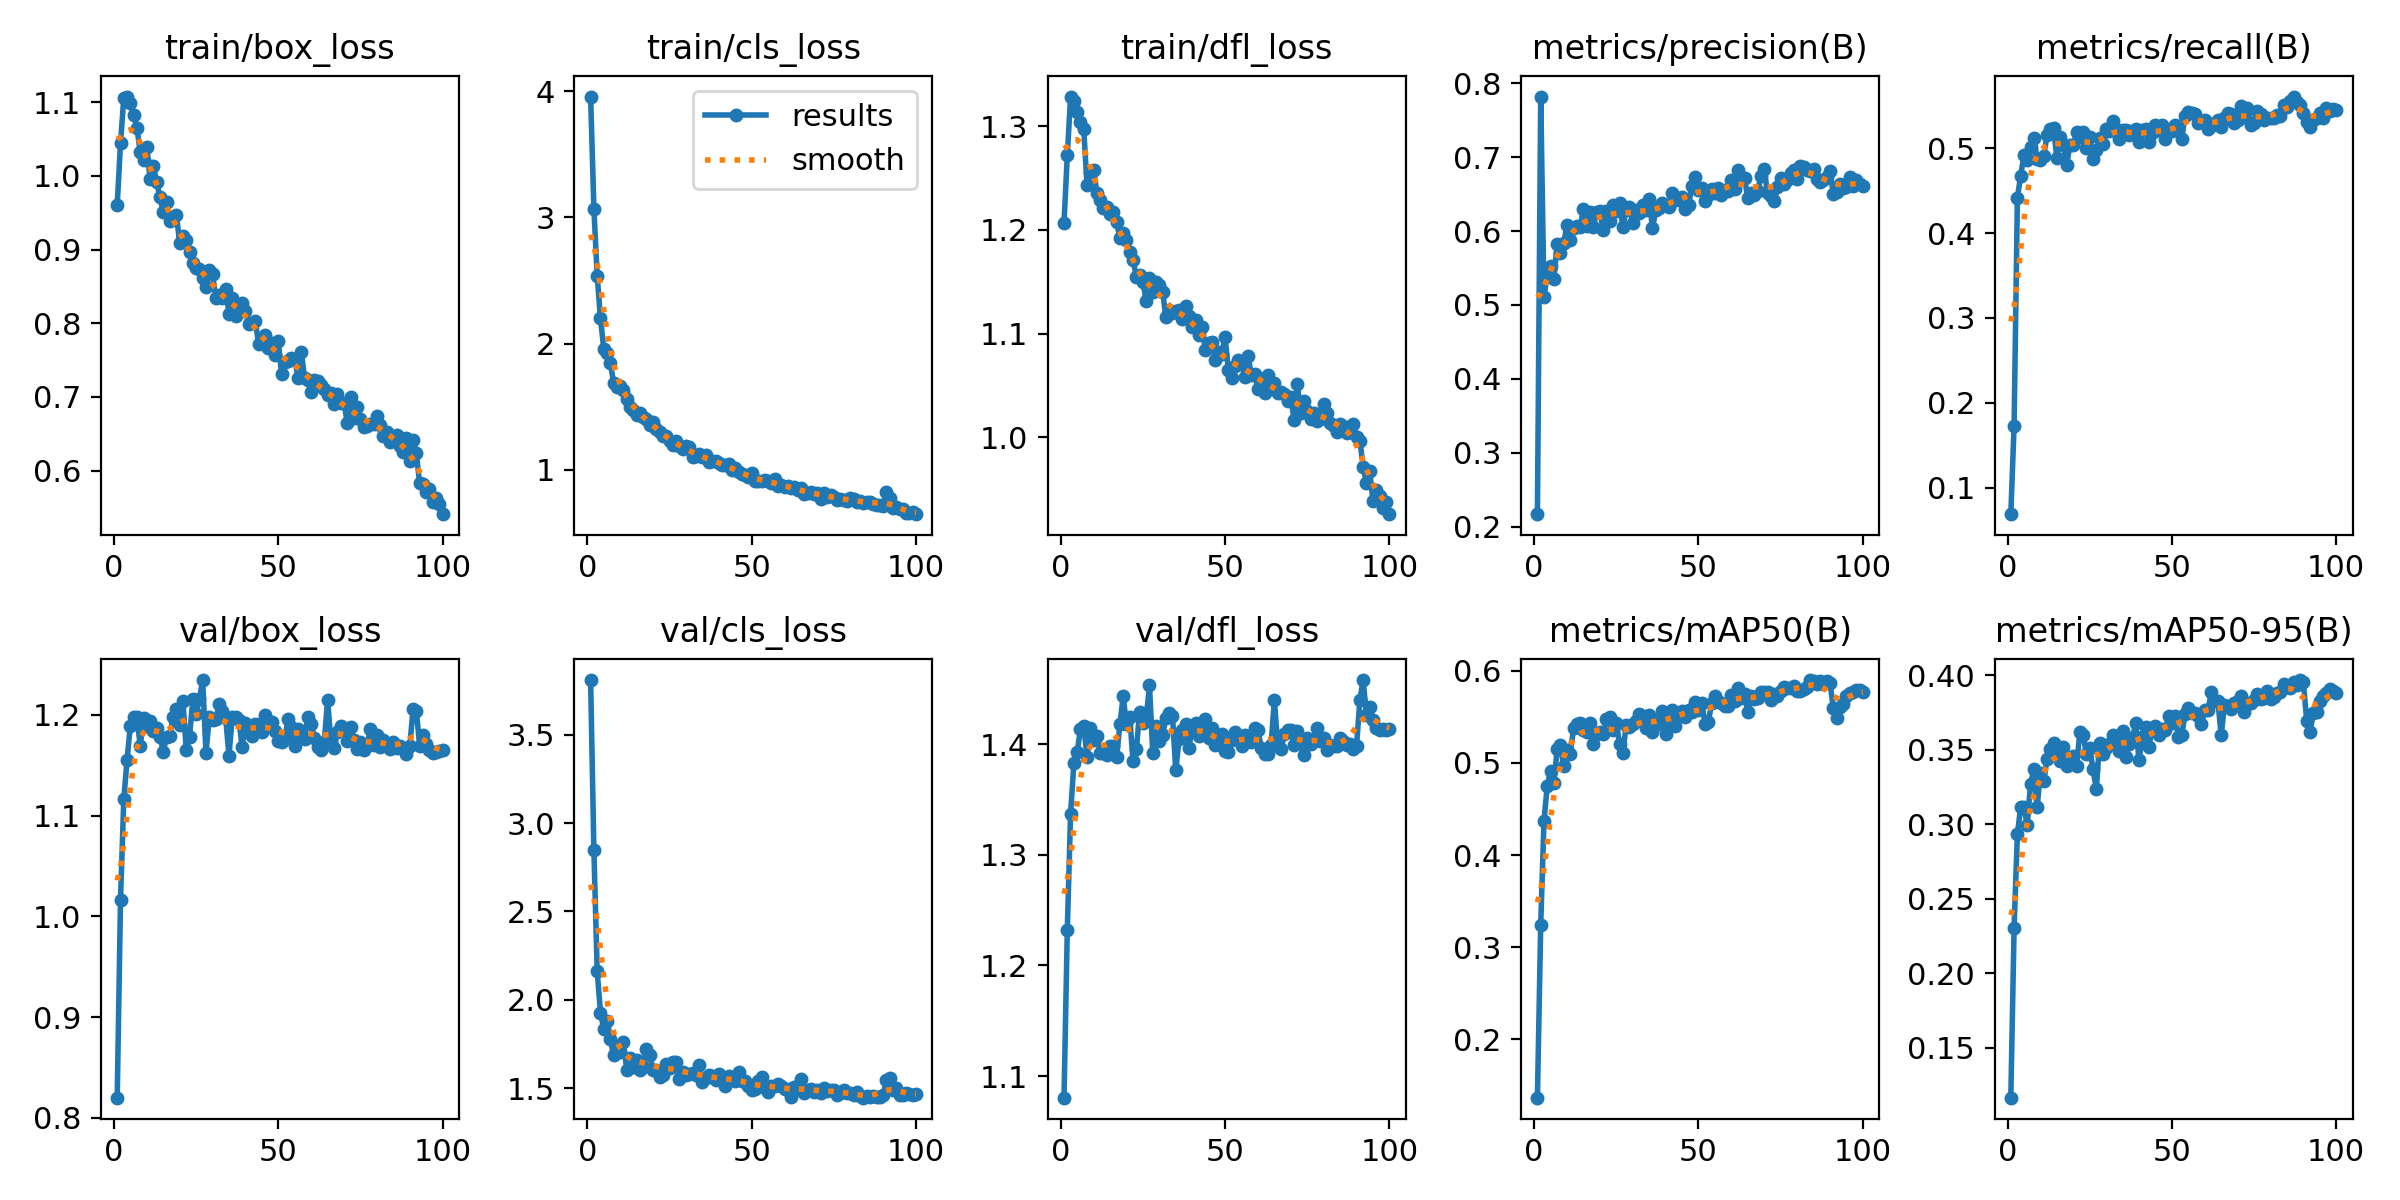 train/box_loss
1.1
1.0
0.9
0.8
0.7
0.6
0 50 100
train/cls_loss
results
smooth
4
3
2
1
0 50 100
train/dfl_loss
1.3
1.2
1.1
1.0
0 50 100
metrics/precision(B)
0.8
0.7
0.6
0.5
0.4
0.3
0.2
0 50 100
metrics/recall(B)
0.5
0.4
0.3
0.2
0.1
0 50 100
val/box_loss
1.2
1.1
1.0
0.9
0.8
0 50 100
val/cls_loss
3.5
3.0
2.5
2.0
1.5
0 50 100
val/dfl_loss
1.4
1.3
1.2
1.1
0 50 100
metrics/mAP50(B)
0.6
0.5
0.4
0.3
0.2
0 50 100
metrics/mAP50-95(B)
0.40
0.35
0.30
0.25
0.20
0.15
0 50 100